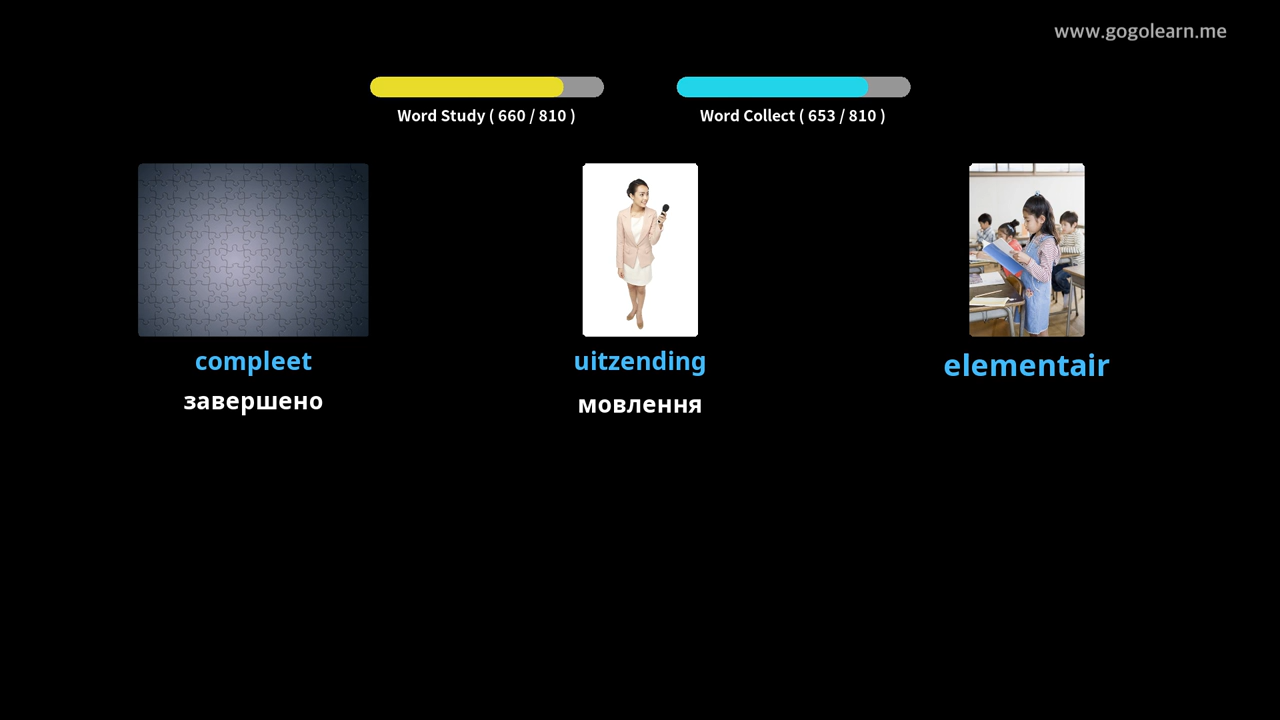 www.gogolearn.me
Word Study ( 660 / 810 )
Word Collect ( 653 / 810 )
compleet
завершено
uitzending
мовлення
elementair